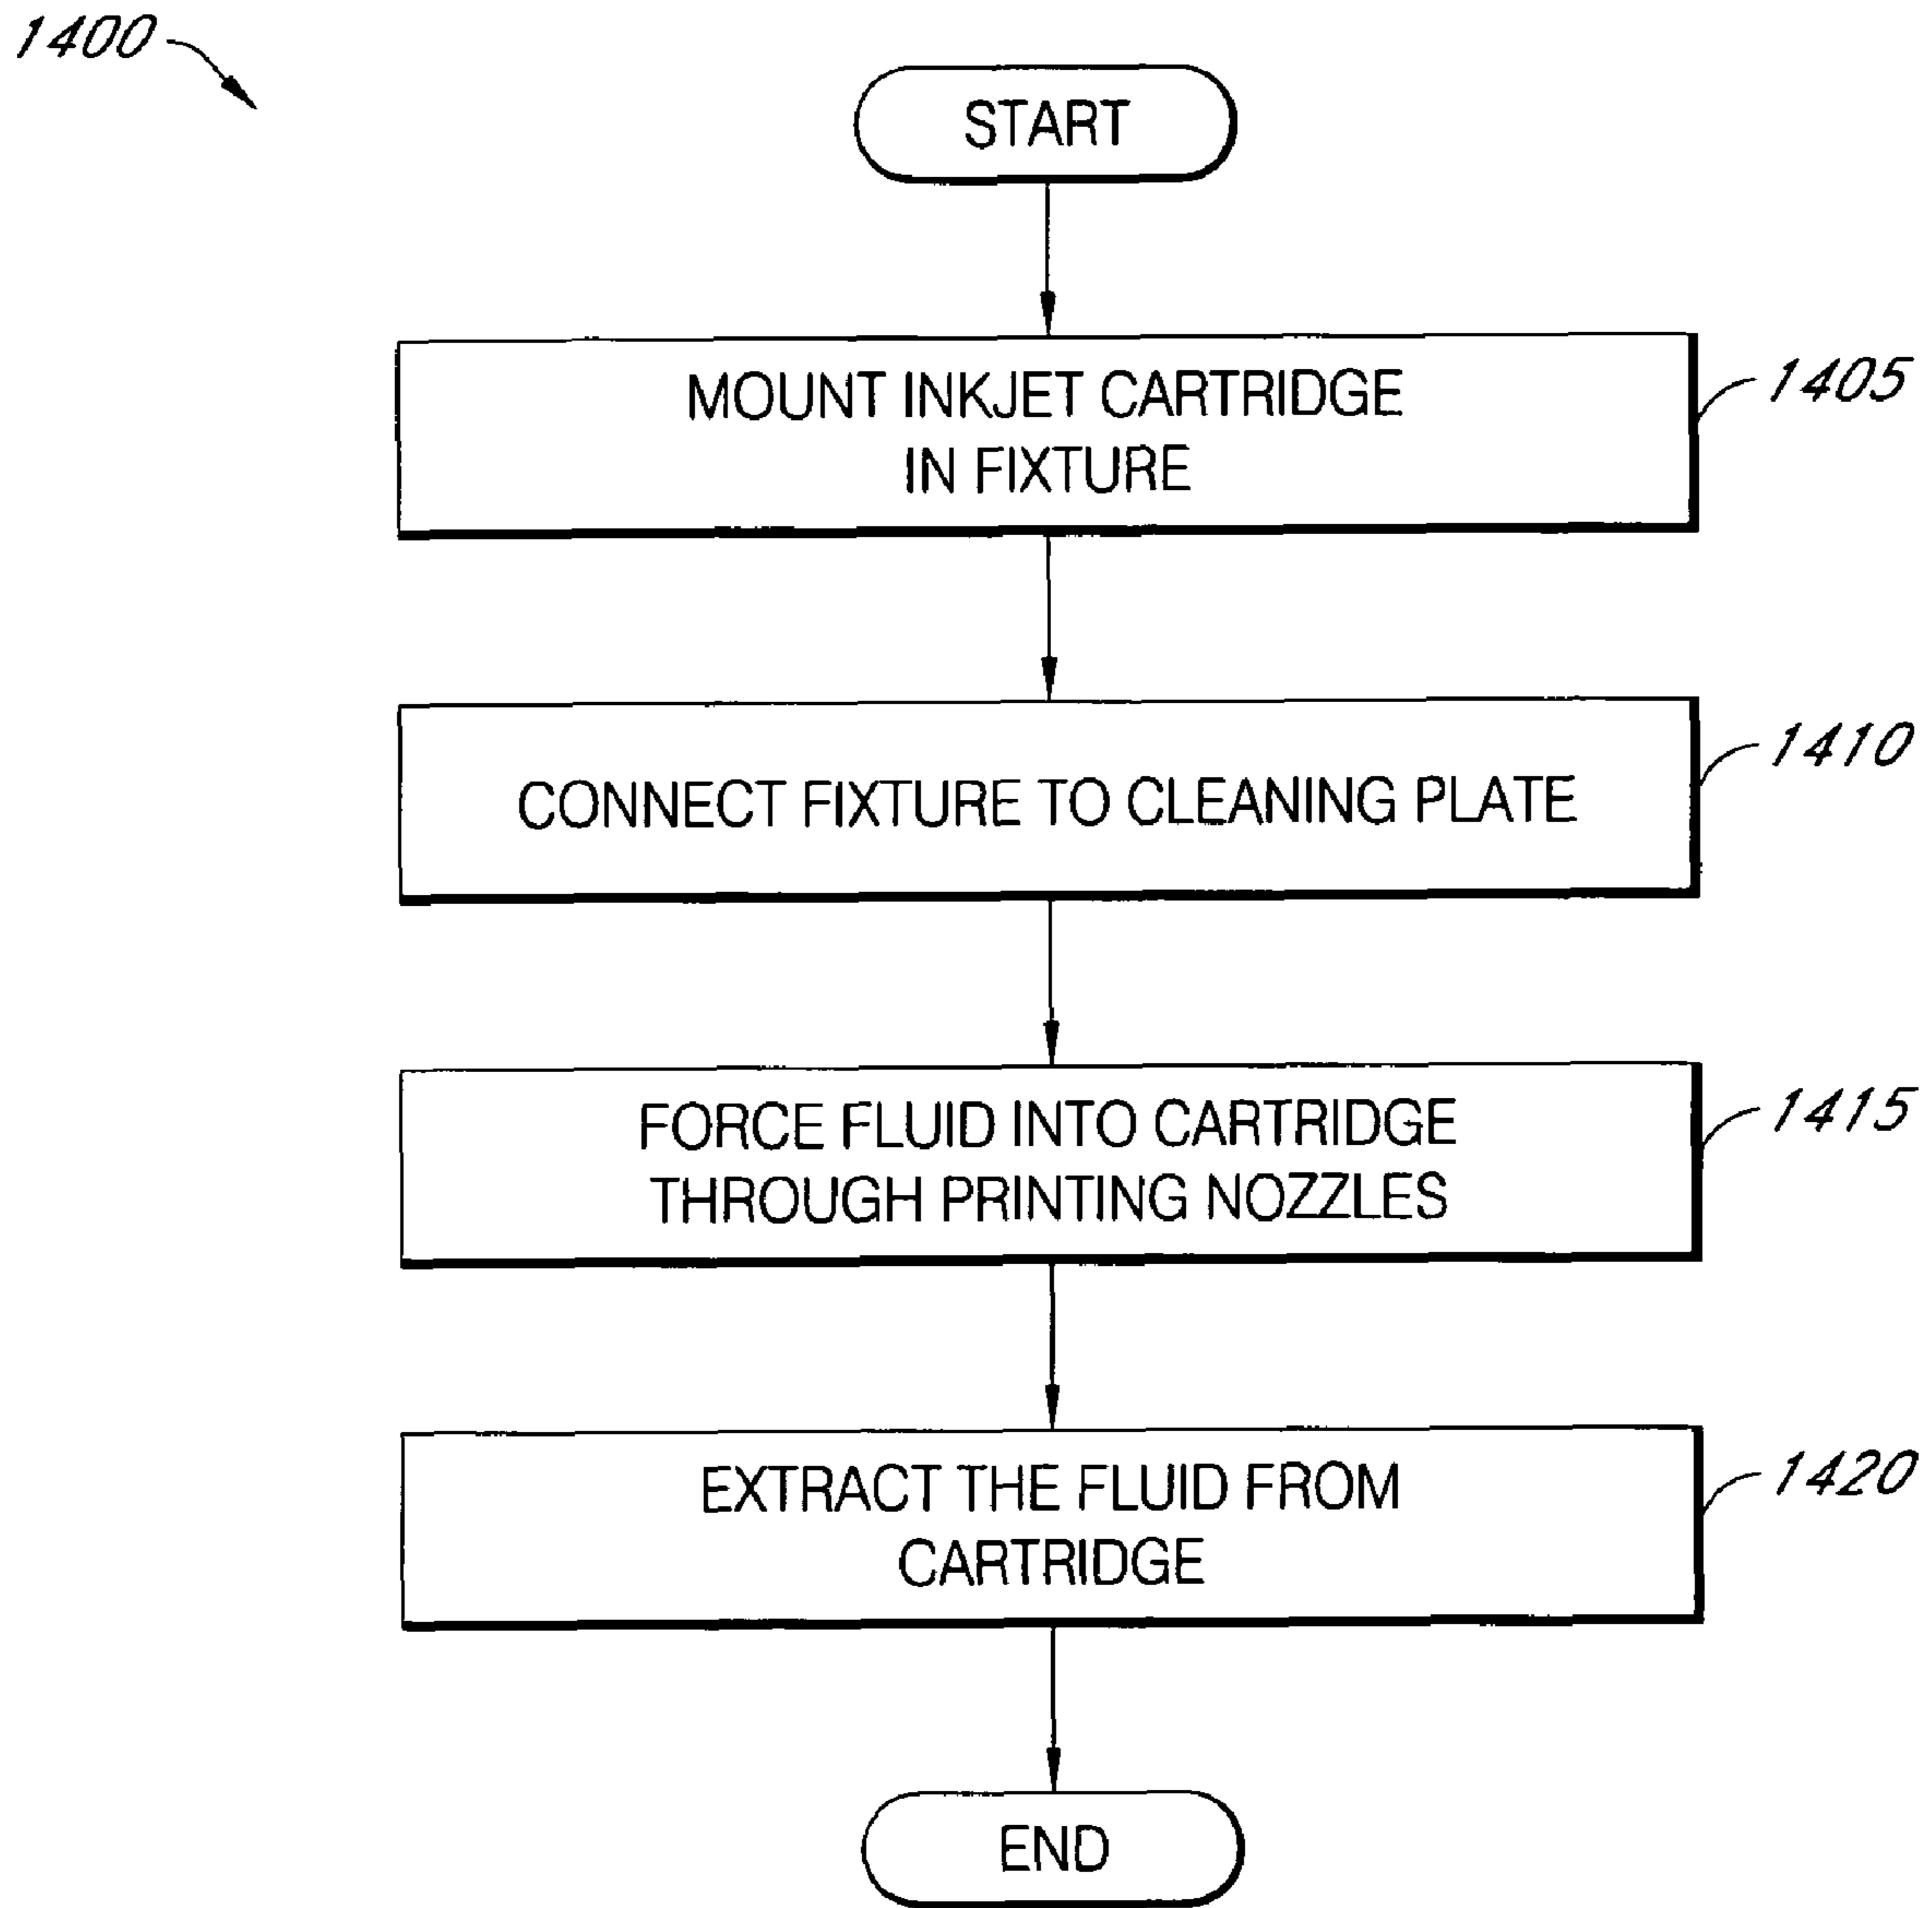 1400
START
MOUNT INKJET CARTRIDGE
IN FIXTURE
1405
CONNECT FIXTURE TO CLEANING PLATE
1410
FORCE FLUID INTO CARTRIDGE
THROUGH PRINTING NOZZLES
1415
EXTRACT THE FLUID FROM
CARTRIDGE
1420
END